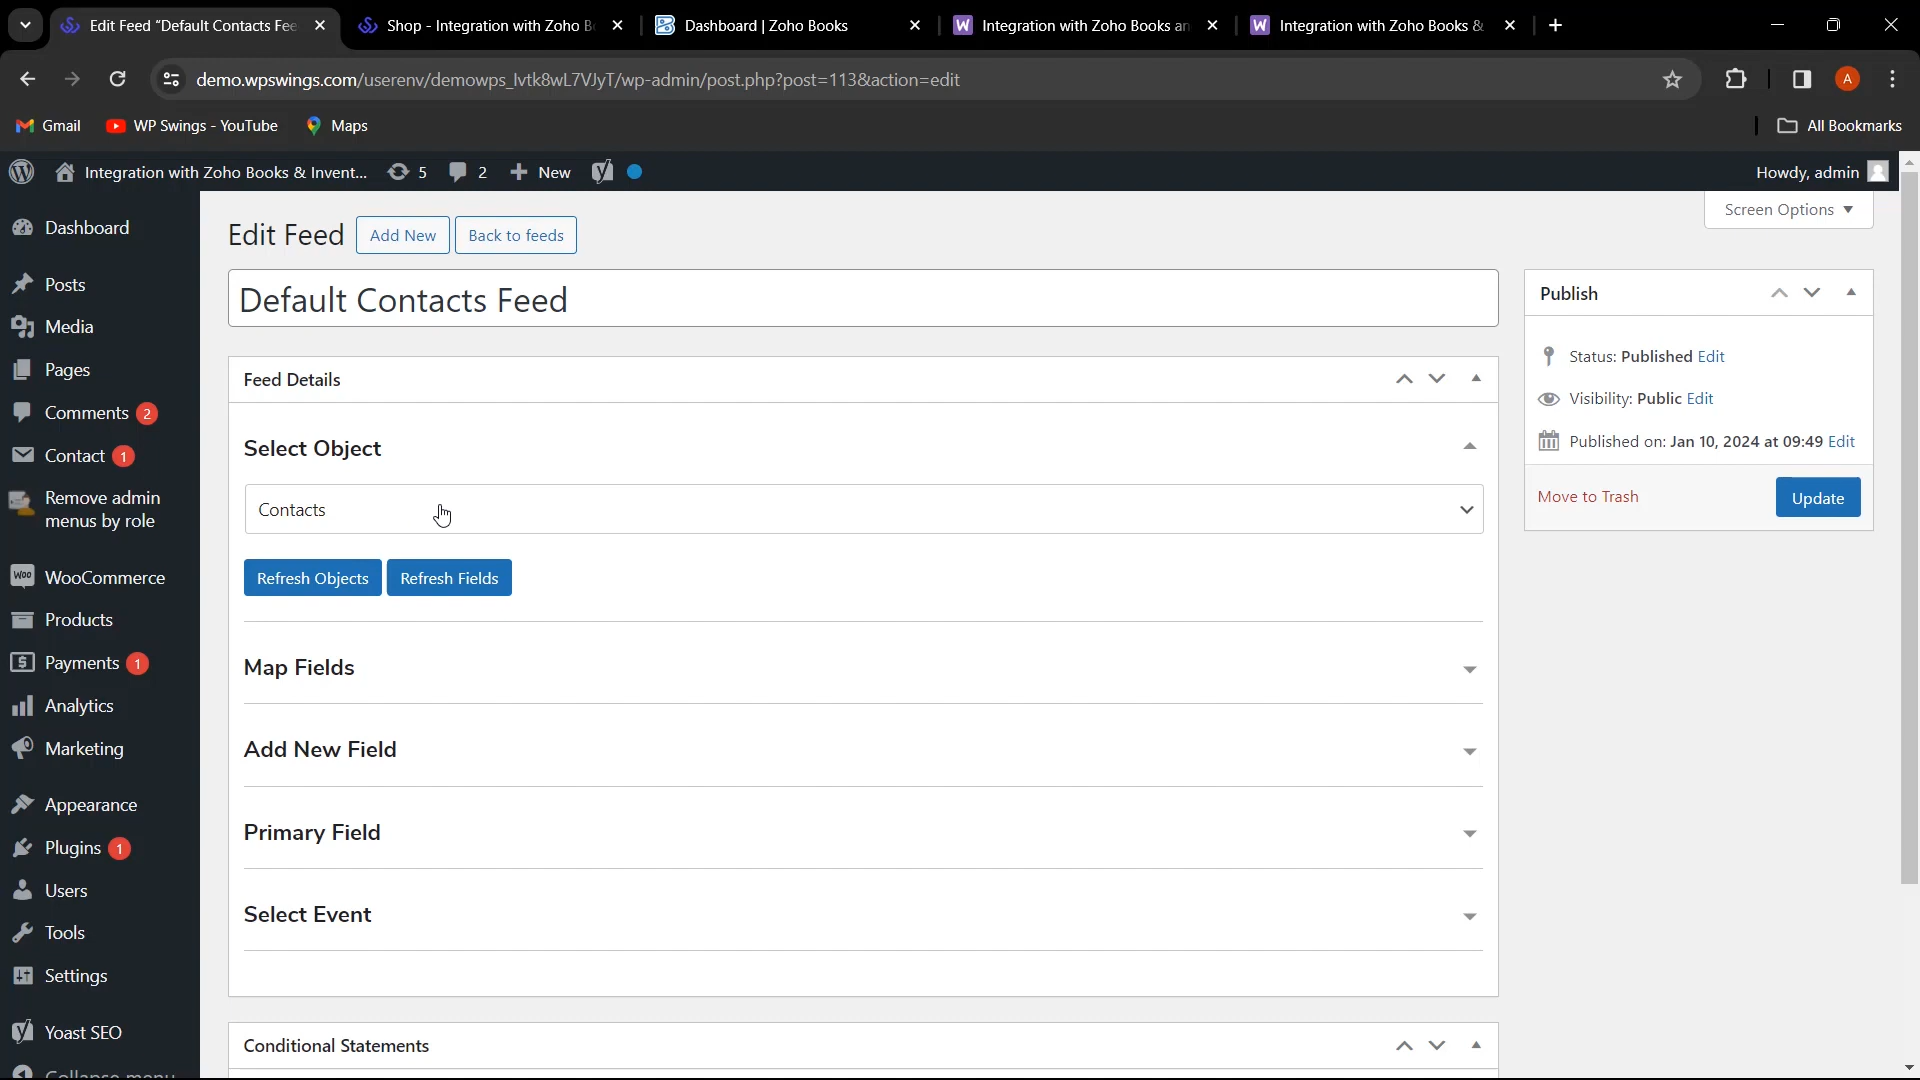 Edit Feed "Default Contacts Fee
Shop - Integration with Zoho B
Dashboard | Zoho Books
Integration with Zoho Books an
Integration with Zoho Books &
demo.wpswings.com/userenv/demowps_lvtk8wL7VJyT/wp-admin/post.php?post=113&action=edit
A
Gmail
WP Swings - YouTube
Maps
All Bookmarks
Integration with Zoho Books & Invent...
5
2
New
Howdy, admin
Screen Options
Dashboard
Posts
Media
Pages
Comments 2
Contact 1
Remove admin
menus by role
WooCommerce
Products
Payments 1
Analytics
Marketing
Appearance
Plugins 1
Users
Tools
Settings
Yoast SEO
Collapse menu
Edit Feed
Add New
Back to feeds
Default Contacts Feed
Feed Details
Select Object
Contacts
Refresh Objects
Refresh Fields
Map Fields
Add New Field
Primary Field
Select Event
Conditional Statements
Publish
Status: Published Edit
Visibility: Public Edit
Published on: Jan 10, 2024 at 09:49 Edit
Move to Trash
Update